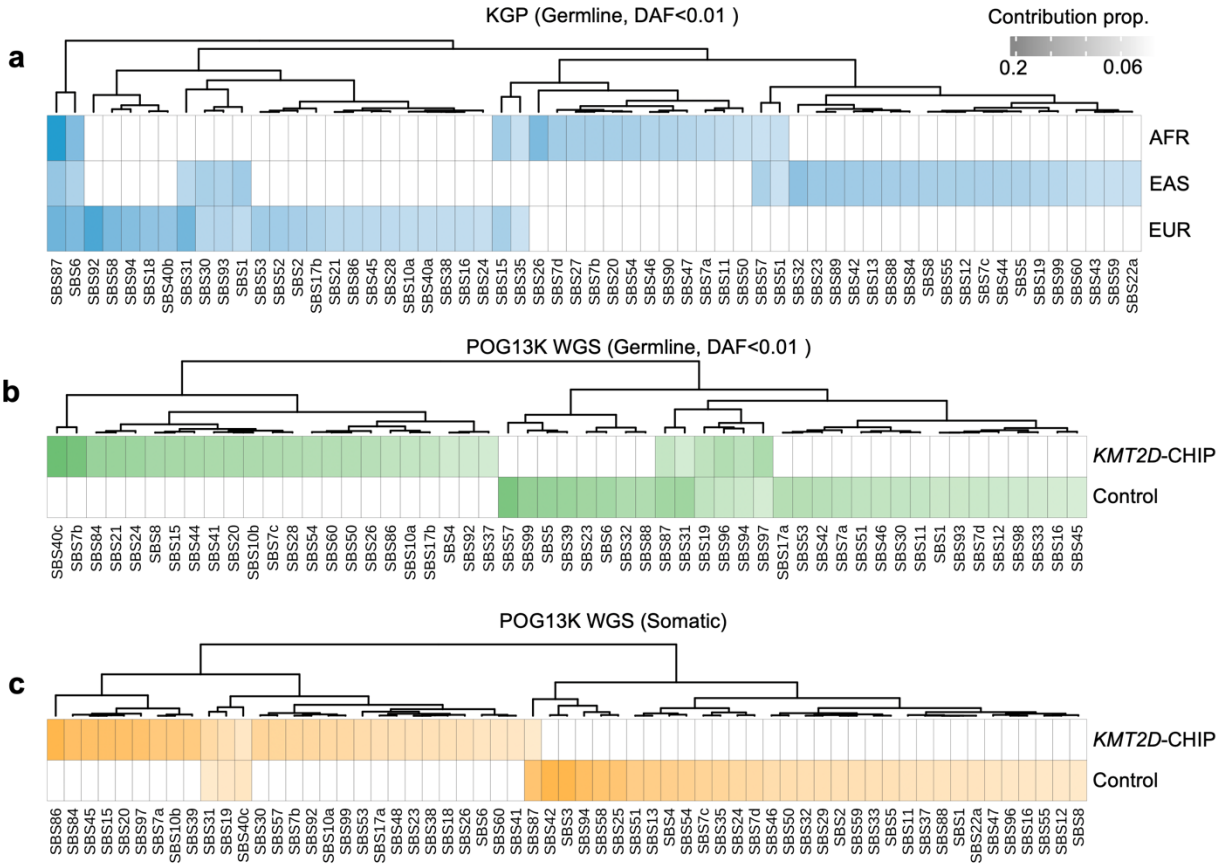 KGP (Germline, DAF<0.01 )
Contribution prop.
a
0.2 0.06
AFR
EAS
EUR
SBS87 SBS6 SBS92 SBS58 SBS94 SBS18 SBS40b SBS31 SBS30 SBS93 SBS1 SBS53 SBS52 SBS2 SBS17b SBS21 SBS86 SBS45 SBS28 SBS10a SBS40a SBS38 SBS16 SBS24 SBS15 SBS35 SBS26 SBS7d SBS27 SBS7b SBS20 SBS54 SBS46 SBS90 SBS47 SBS7a SBS11 SBS50 SBS57 SBS51 SBS32 SBS23 SBS89 SBS42 SBS13 SBS88 SBS84 SBS8 SBS55 SBS12 SBS7c SBS44 SBS5 SBS19 SBS99 SBS60 SBS43 SBS59 SBS22a
POG13K WGS (Germline, DAF<0.01 )
b
KMT2D-CHIP
Control
SBS40c SBS7b SBS84 SBS21 SBS24 SBS8 SBS15 SBS44 SBS41 SBS20 SBS10b SBS7c SBS28 SBS54 SBS60 SBS50 SBS26 SBS86 SBS10a SBS17b SBS4 SBS92 SBS37 SBS57 SBS99 SBS5 SBS39 SBS23 SBS6 SBS32 SBS88 SBS87 SBS31 SBS19 SBS96 SBS94 SBS97 SBS17a SBS53 SBS42 SBS7a SBS51 SBS46 SBS30 SBS11 SBS1 SBS93 SBS7d SBS12 SBS98 SBS33 SBS16 SBS45
POG13K WGS (Somatic)
c
KMT2D-CHIP
Control
SBS86 SBS84 SBS45 SBS15 SBS20 SBS97 SBS7a SBS10b SBS39 SBS31 SBS19 SBS40c SBS30 SBS57 SBS7b SBS92 SBS10a SBS99 SBS3 SBS17a SBS48 SBS23 SBS38 SBS18 SBS26 SBS6 SBS60 SBS41 SBS87 SBS42 SBS3 SBS94 SBS58 SBS25 SBS51 SBS13 SBS4 SBS54 SBS7c SBS35 SBS24 SBS7d SBS46 SBS50 SBS32 SBS29 SBS2 SBS59 SBS33 SBS5 SBS11 SBS37 SBS88 SBS1 SBS22a SBS47 SBS96 SBS16 SBS55 SBS12 SBS8